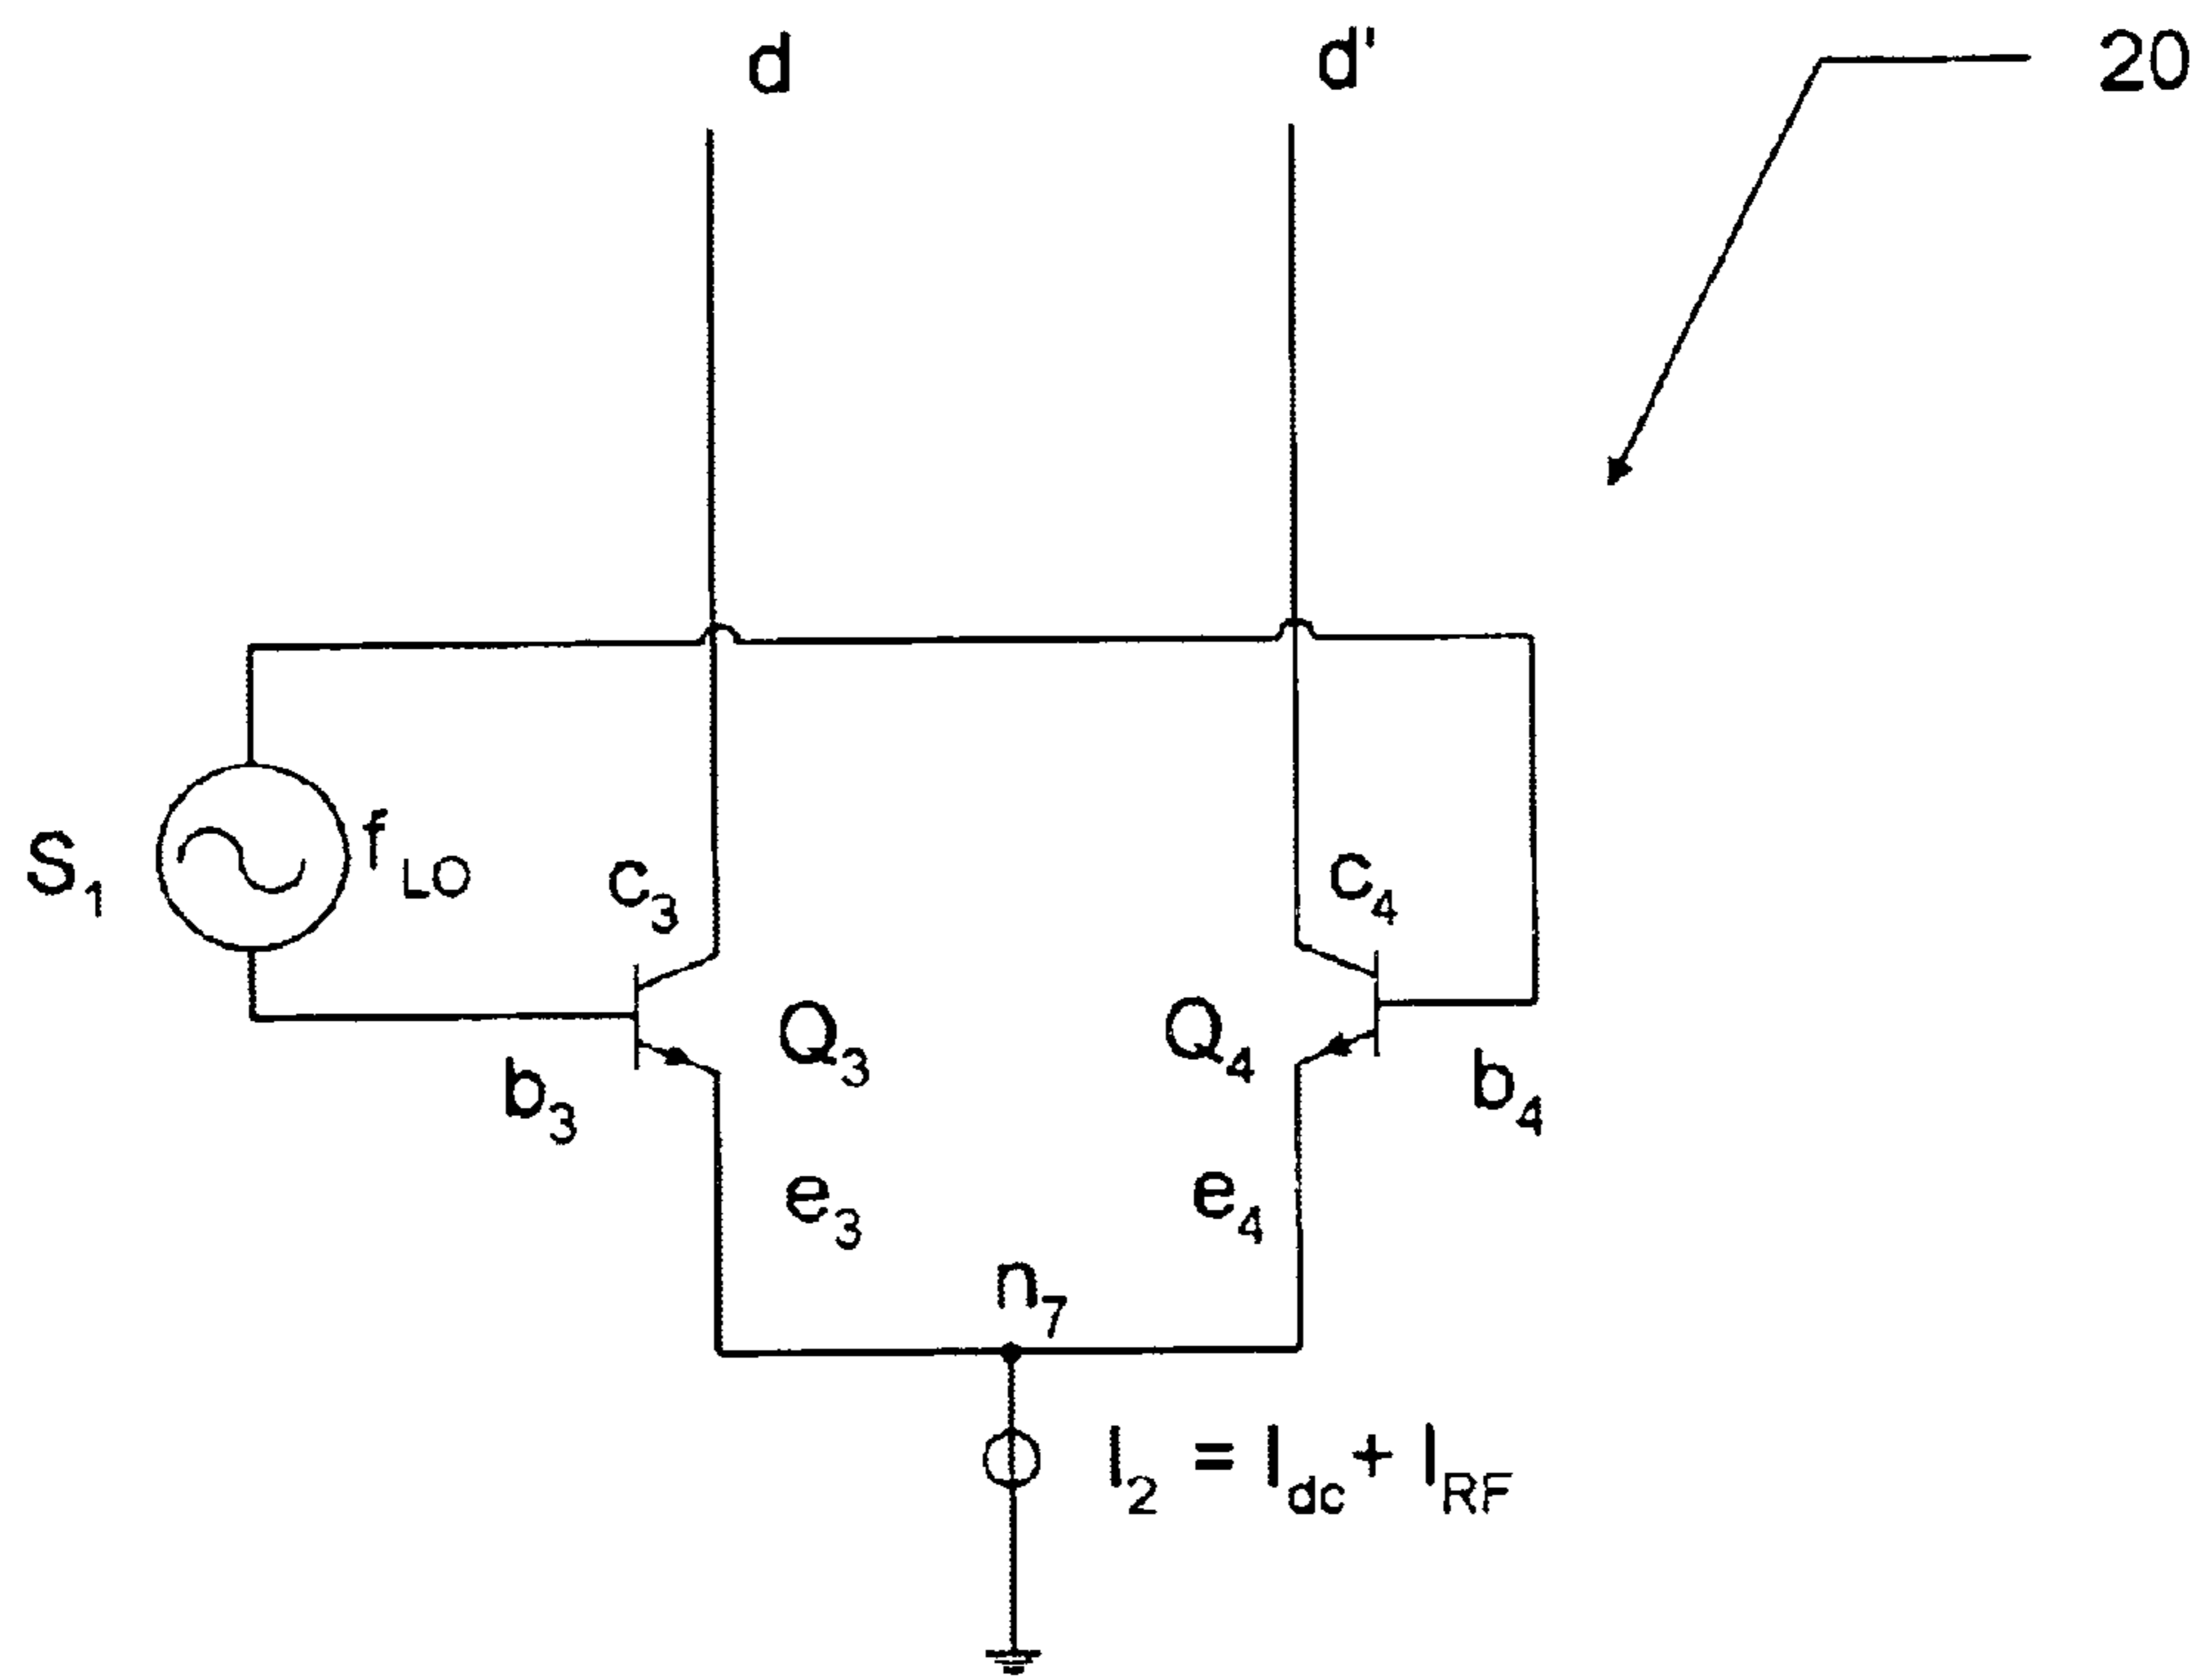 d
d'
20
S1
fLO
c3
c4
Q3
Q4
b3
b4
e3
e4
n7
I2 = Idc + IRF